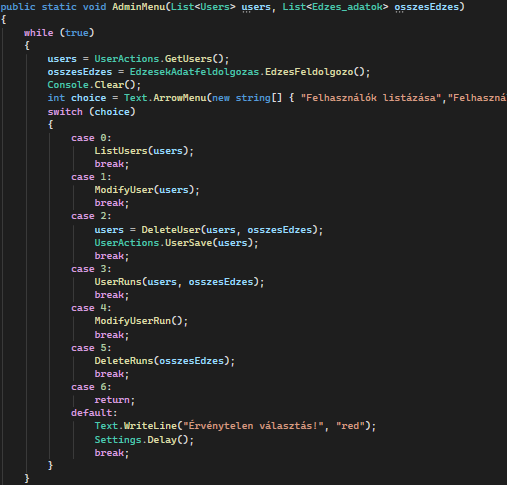 public static void AdminMenu(List<Users> users, List<Edzes_adatok> osszesEdzes)
{
while (true)
{
users = UserActions.GetUsers();
osszesEdzes = EdzesekAdatfeldolgozas.EdzesFeldolgozo();
Console.Clear();
int choice = Text.ArrowMenu(new string[] { "Felhasználók listázása","Felhaszná
switch (choice)
{
case 0:
ListUsers(users);
break;
case 1:
ModifyUser(users);
break;
case 2:
users = DeleteUser(users, osszesEdzes);
UserActions.UserSave(users);
break;
case 3:
UserRuns(users, osszesEdzes);
break;
case 4:
ModifyUserRun();
break;
case 5:
DeleteRuns(osszesEdzes);
break;
case 6:
return;
default:
Text.WriteLine("Érvénytelen választás!", "red");
Settings.Delay();
break;
}
}